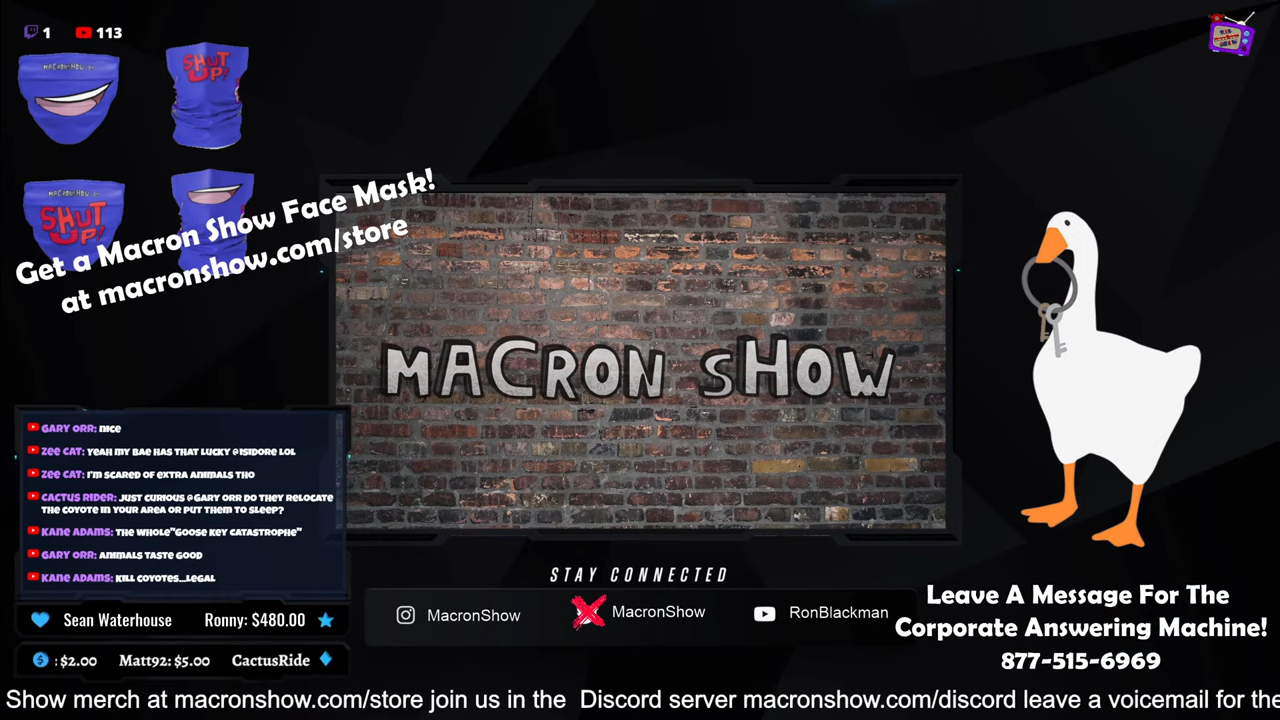 1 113
MACRONSHOW
SHUT
UP!
SHUT
UP!
Get a Macron Show Face Mask!
at macronshow.com/store
MACRON SHOW
GARY ORR: NICE
ZEE CAT: YEAH MY BAE HAS THAT LUCKY @ISIDORE LOL
ZEE CAT: I'M SCARED OF EXTRA ANIMALS THO
CACTUS RIDER: JUST CURIOUS @GARY ORR DO THEY RELOCATE
THE COYOTE IN YOUR AREA OR PUT THEM TO SLEEP?
KANE ADAMS: THE WHOLE"GOOSE KEY CATASTROPHE"
GARY ORR: ANIMALS TASTE GOOD
KANE ADAMS: KILL COYOTES...LEGAL
Sean Waterhouse Ronny: $480.00
: $2.00 Matt92: $5.00 CactusRide
STAY CONNECTED
MacronShow MacronShow RonBlackman
Leave A Message For The
Corporate Answering Machine!
877-515-6969
Show merch at macronshow.com/store join us in the Discord server macronshow.com/discord leave a voicemail for the